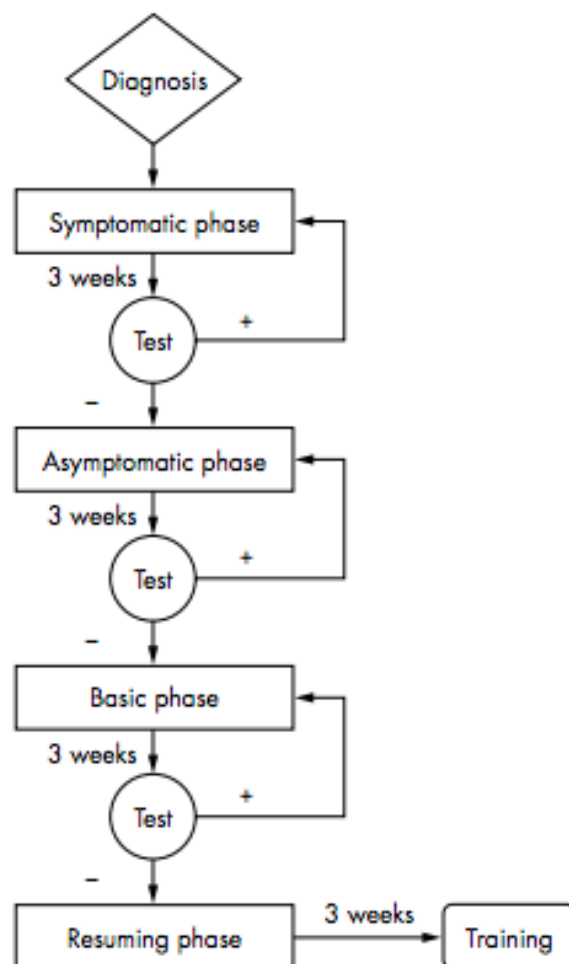 Diagnosis
Symptomatic phase
3 weeks
Test
+
–
Asymptomatic phase
3 weeks
Test
+
–
Basic phase
3 weeks
Test
+
–
Resuming phase
3 weeks
Training